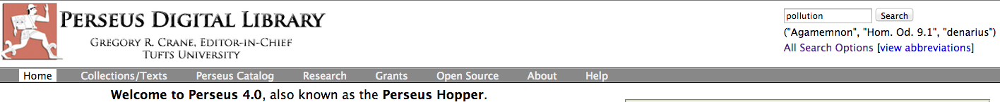 PERSEUS DIGITAL LIBRARY
GREGORY R. CRANE, EDITOR-IN-CHIEF
TUFTS UNIVERSITY
pollution Search
("Agamemnon", "Hom. Od. 9.1", "denarius")
All Search Options [view abbreviations]
Home Collections/Texts Perseus Catalog Research Grants Open Source About Help
Welcome to Perseus 4.0, also known as the Perseus Hopper.